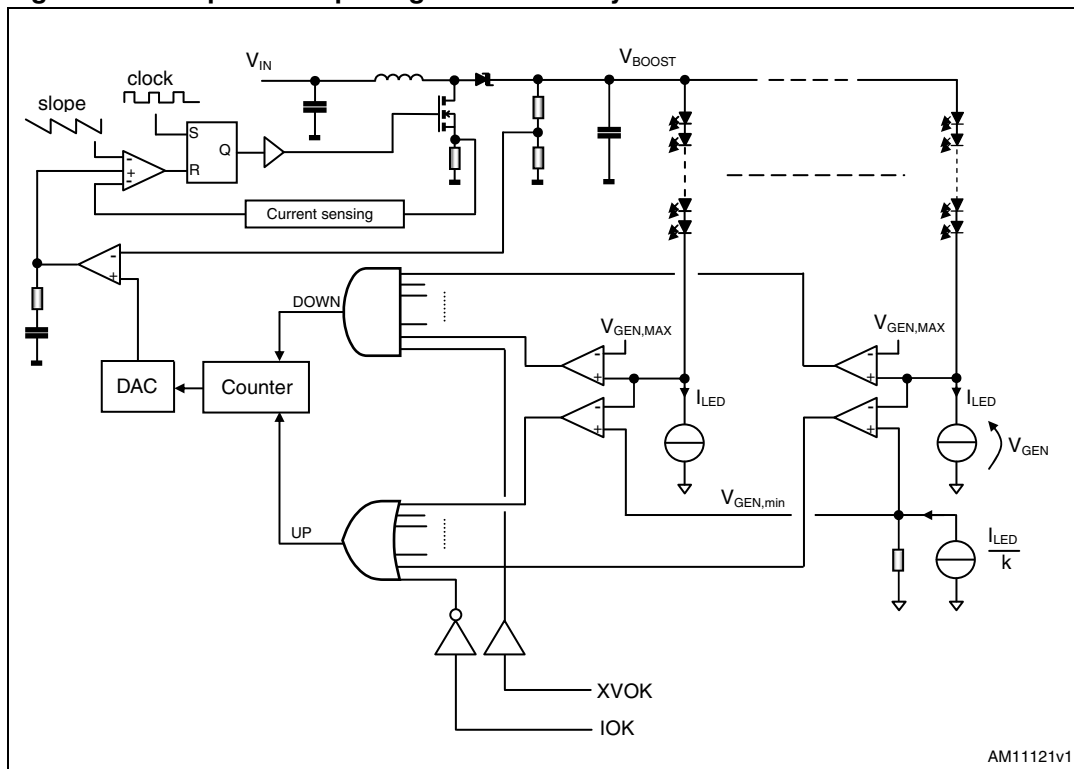 V_IN
V_BOOST
clock
slope
S
Q
R
-
+
-
Current sensing
-
+
DOWN
V_GEN,MAX
V_GEN,MAX
-
+
-
+
DAC
Counter
I_LED
I_LED
-
+
-
+
V_GEN
V_GEN,min
UP
I_LED
k
XVOK
IOK
AM11121v1